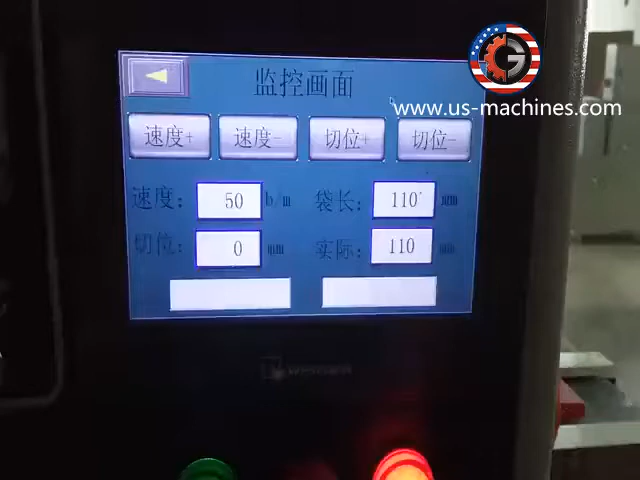 监控画面
www.us-machines.com
速度+ 速度- 切位+ 切位-
速度: 50 b/m 袋长: 110 mm
切位: 0 mm 实际: 110 mm
G